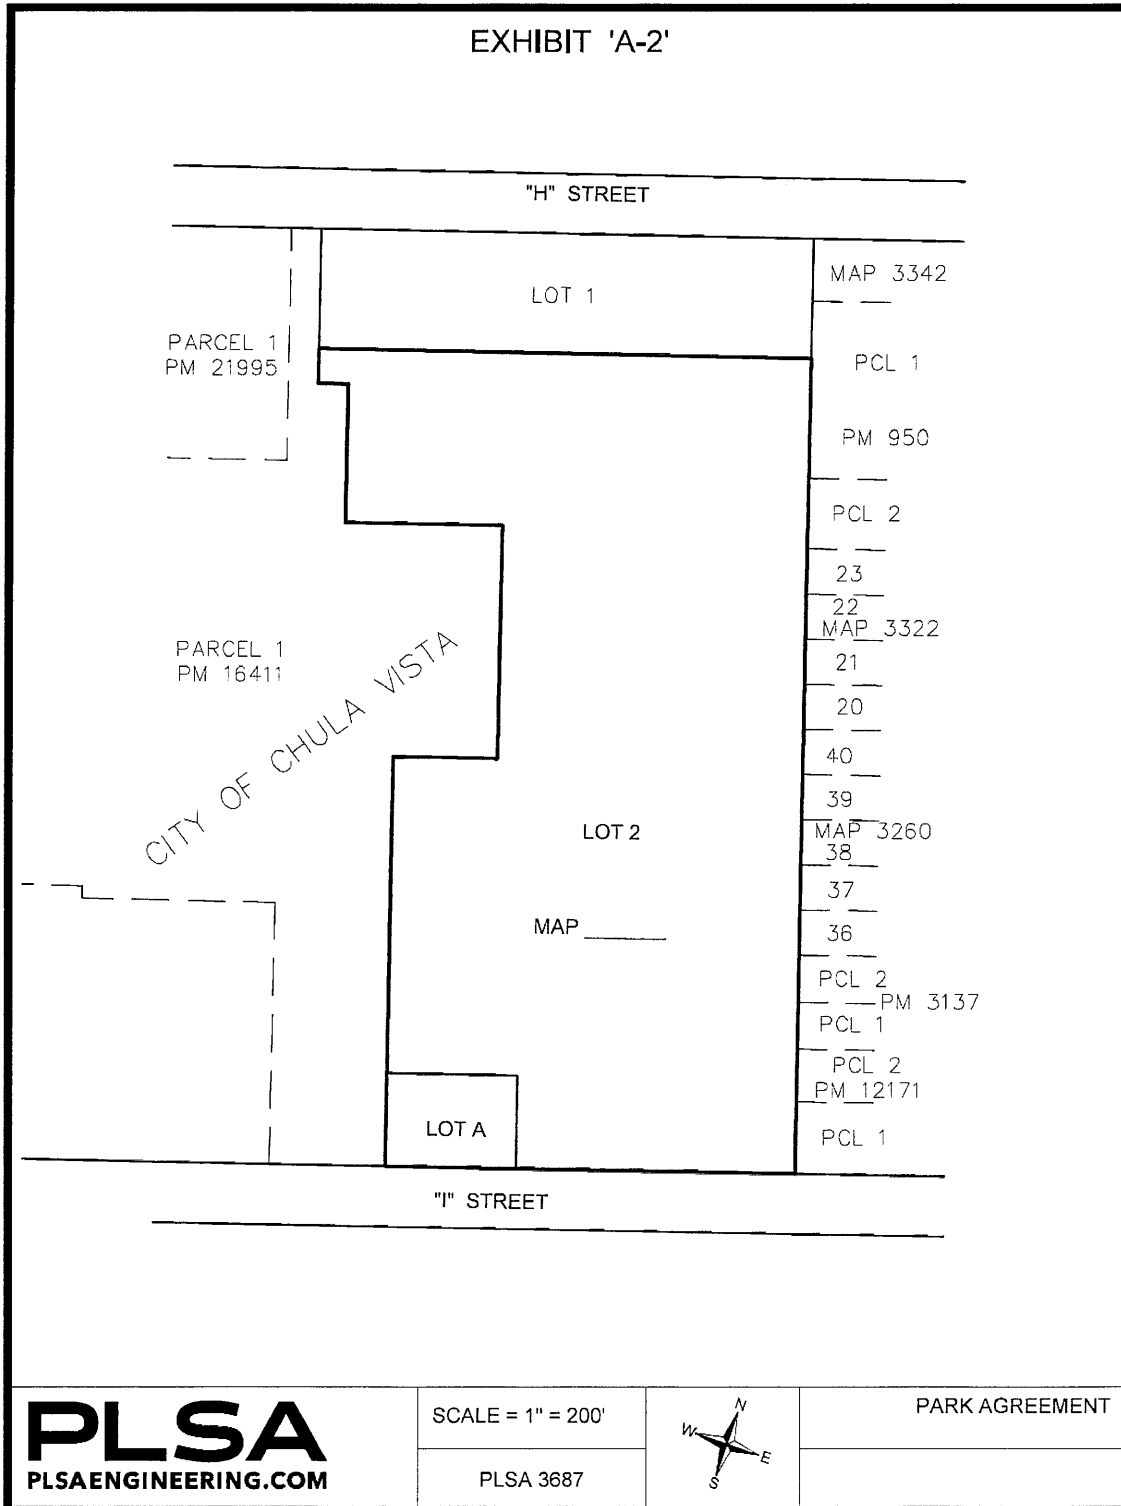 EXHIBIT 'A-2'
"H" STREET
LOT 1
MAP 3342
PARCEL 1
PM 21995
PCL 1
PM 950
PCL 2
23
22
MAP 3322
21
20
PARCEL 1
PM 16411
CITY OF CHULA VISTA
40
39
MAP 3260
38
37
36
LOT 2
MAP
PCL 2
PM 3137
PCL 1
PCL 2
PM 12171
PCL 1
LOT A
"I" STREET
PLSA
PLSAENGINEERING.COM
SCALE = 1" = 200'
PLSA 3687
N
W
E
S
PARK AGREEMENT